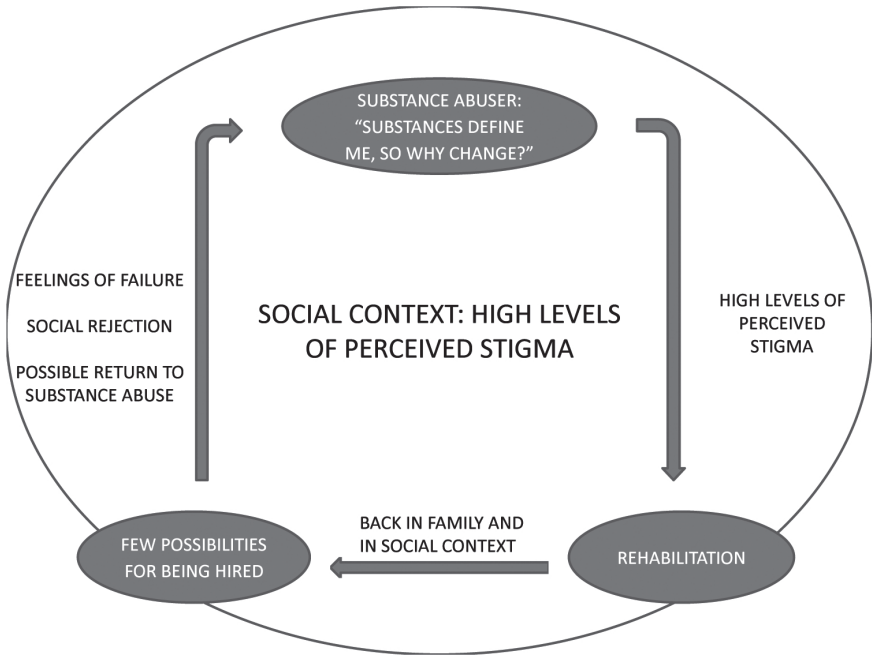 SUBSTANCE ABUSER:
“SUBSTANCES DEFINE
ME, SO WHY CHANGE?”
FEELINGS OF FAILURE
SOCIAL REJECTION
POSSIBLE RETURN TO
SUBSTANCE ABUSE
SOCIAL CONTEXT: HIGH LEVELS
OF PERCEIVED STIGMA
HIGH LEVELS OF
PERCEIVED
STIGMA
FEW POSSIBILITIES
FOR BEING HIRED
BACK IN FAMILY AND
IN SOCIAL CONTEXT
REHABILITATION